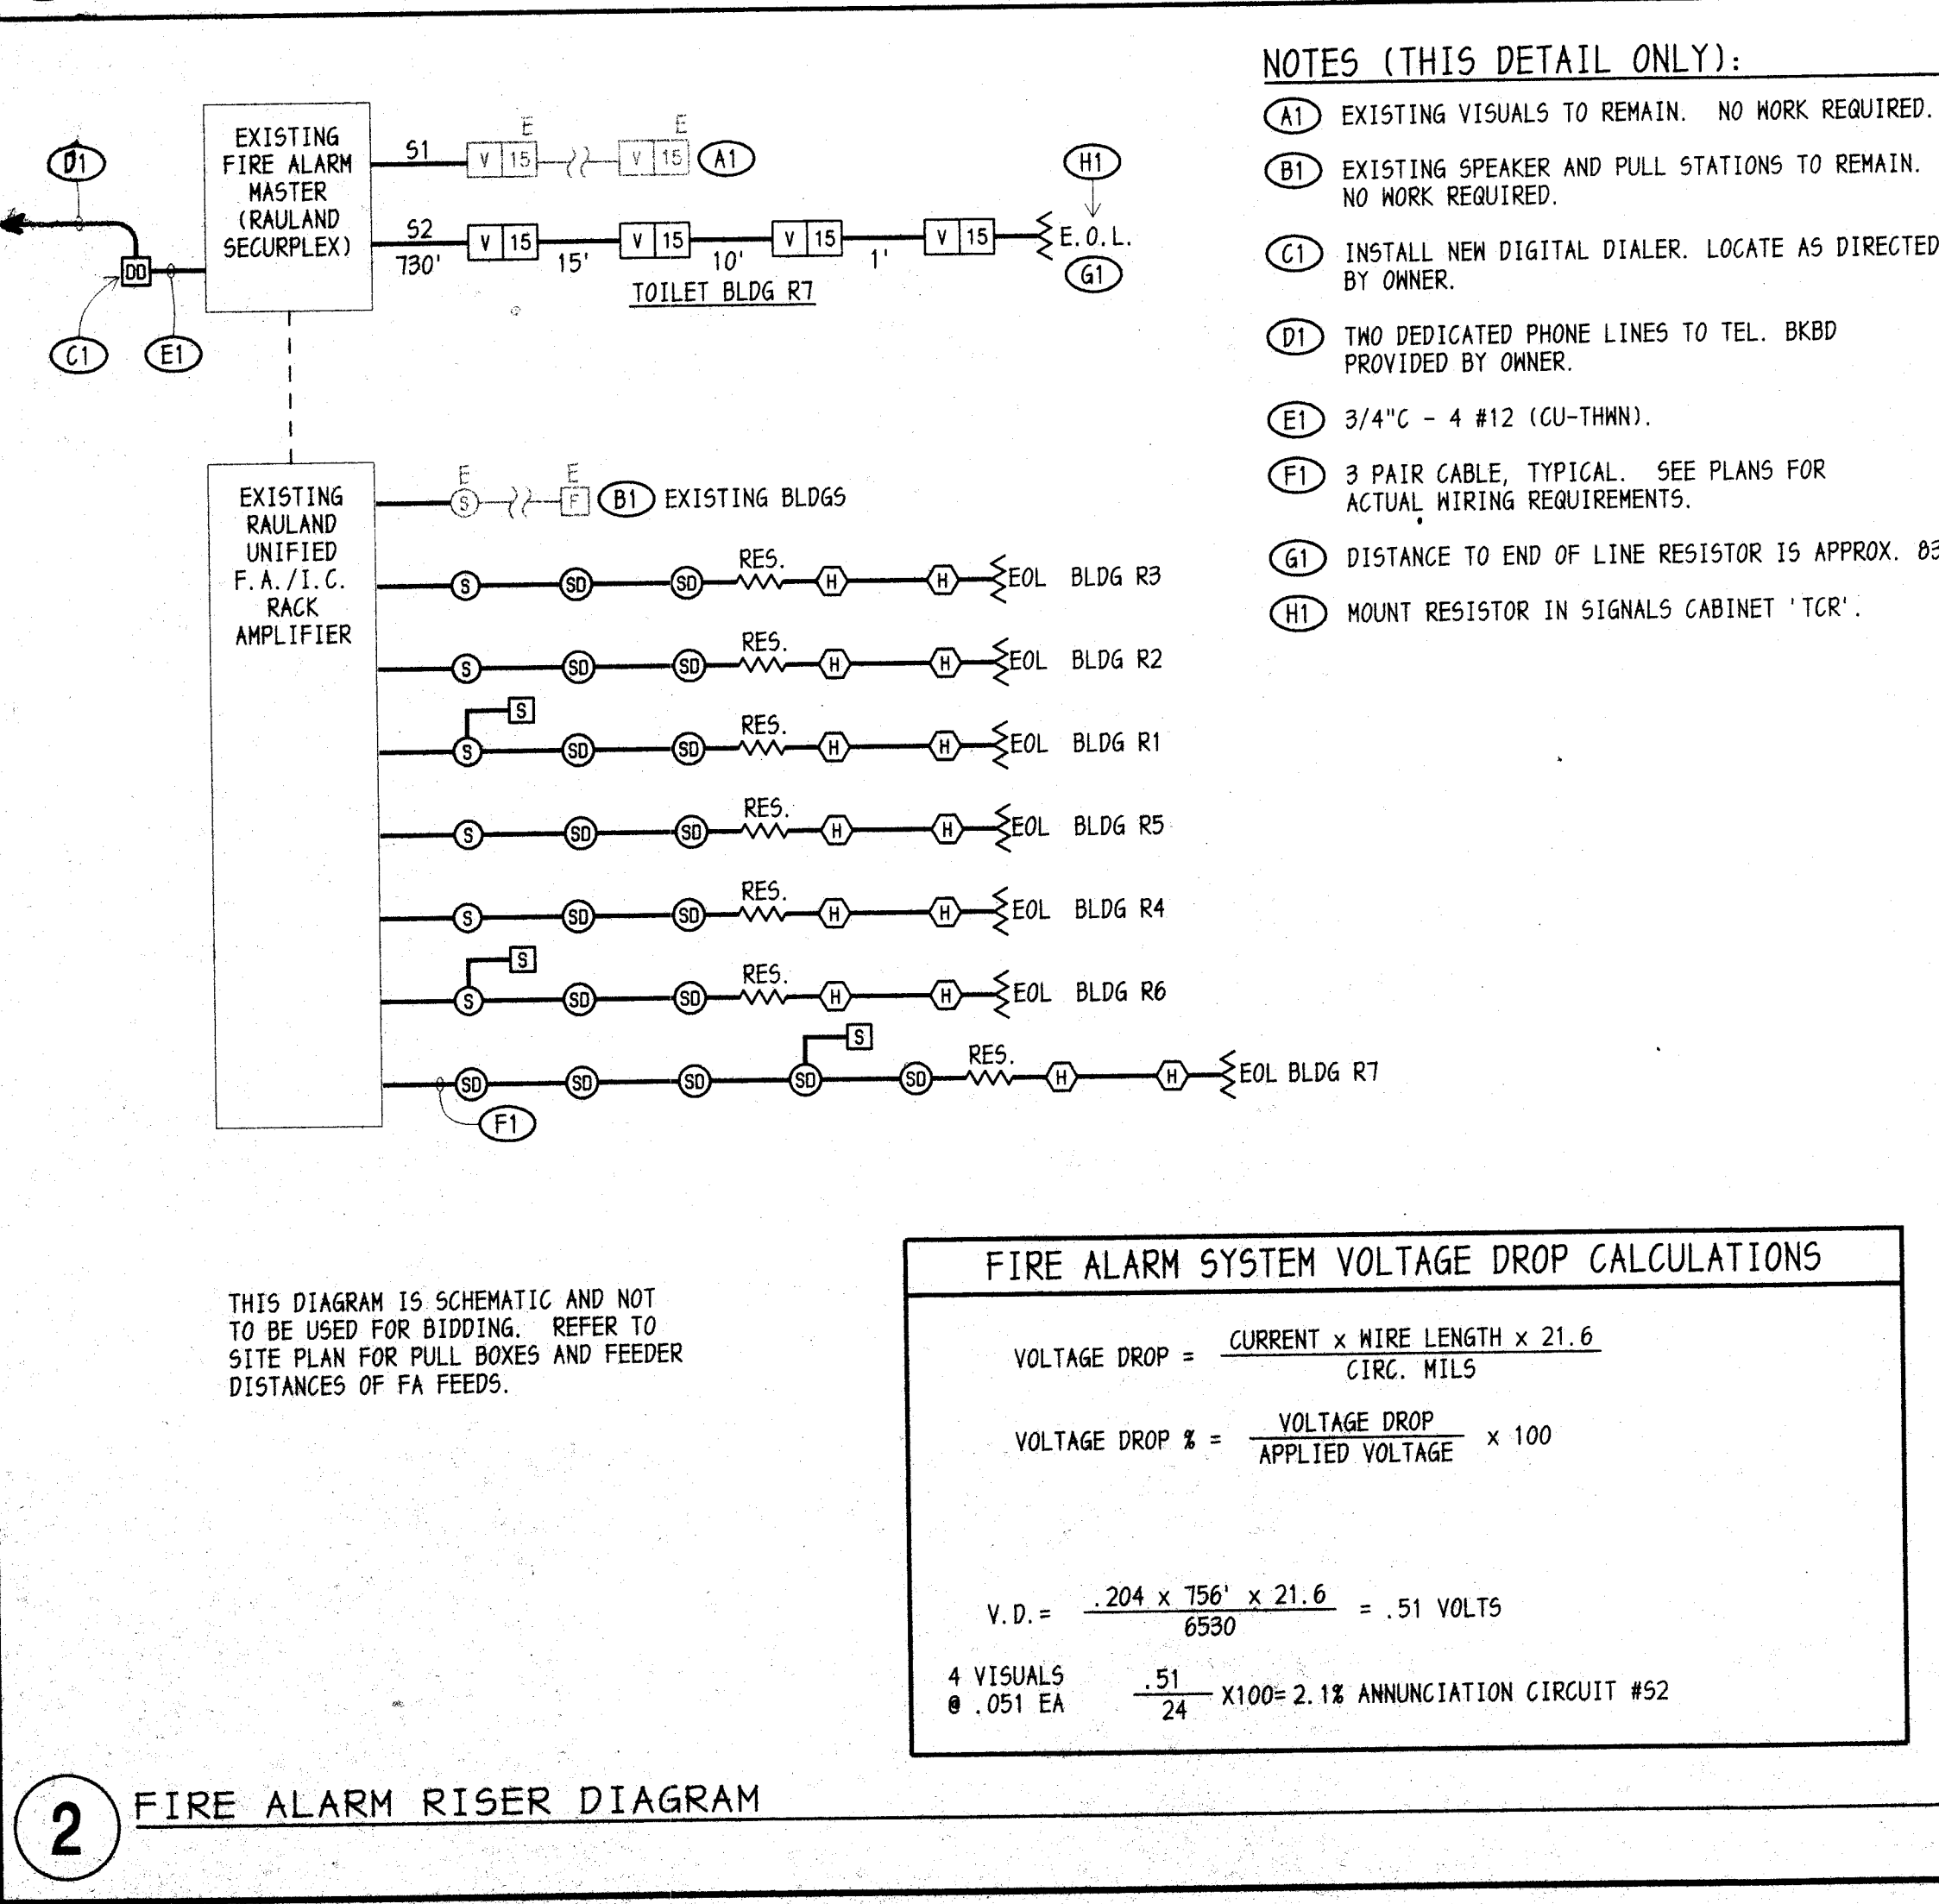 D1
EXISTING
FIRE ALARM
MASTER
(RAULAND
SECURPLEX)
DD
C1
E1
S1
E
V 15
E
V 15
A1
S2
730'
V 15
15'
V 15
10'
V 15
1'
V 15
E.O.L.
H1
G1
TOILET BLDG R7
EXISTING
RAULAND
UNIFIED
F.A./I.C.
RACK
AMPLIFIER
E
S
E
F
B1 EXISTING BLDGS
S SD SD RES. H H EOL BLDG R3
S SD SD RES. H H EOL BLDG R2
S
S SD SD RES. H H EOL BLDG R1
S SD SD RES. H H EOL BLDG R5
S SD SD RES. H H EOL BLDG R4
S
S SD SD RES. H H EOL BLDG R6
S
SD SD SD SD SD RES. H H EOL BLDG R7
F1
NOTES (THIS DETAIL ONLY):
A1 EXISTING VISUALS TO REMAIN. NO WORK REQUIRED.
B1 EXISTING SPEAKER AND PULL STATIONS TO REMAIN.
NO WORK REQUIRED.
C1 INSTALL NEW DIGITAL DIALER. LOCATE AS DIRECTED
BY OWNER.
D1 TWO DEDICATED PHONE LINES TO TEL. BKBD
PROVIDED BY OWNER.
E1 3/4"C - 4 #12 (CU-THWN).
F1 3 PAIR CABLE, TYPICAL. SEE PLANS FOR
ACTUAL WIRING REQUIREMENTS.
G1 DISTANCE TO END OF LINE RESISTOR IS APPROX.
H1 MOUNT RESISTOR IN SIGNALS CABINET 'TCR'.
THIS DIAGRAM IS SCHEMATIC AND NOT
TO BE USED FOR BIDDING. REFER TO
SITE PLAN FOR PULL BOXES AND FEEDER
DISTANCES OF FA FEEDS.
FIRE ALARM SYSTEM VOLTAGE DROP CALCULATIONS
VOLTAGE DROP = CURRENT x WIRE LENGTH x 21.6
CIRC. MILS
VOLTAGE DROP % = VOLTAGE DROP x 100
APPLIED VOLTAGE
V.D. = .204 x 756' x 21.6 = .51 VOLTS
6530
4 VISUALS
@ .051 EA
.51 X100= 2.1% ANNUNCIATION CIRCUIT #S2
24
2 FIRE ALARM RISER DIAGRAM